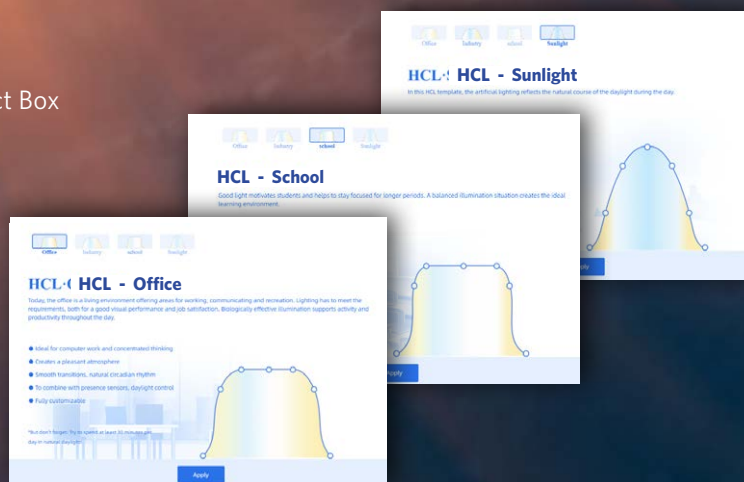 ct Box
Office Industry school Sunlight
HCL - Sunlight
In this HCL template, the artificial lighting reflects the natural course of the daylight during the day.
Office Industry school Sunlight
HCL - School
Good light motivates students and helps to stay focused for longer periods. A balanced illumination situation creates the ideal
learning environment.
Office Industry school Sunlight
HCL - Office
Today, the office is a living environment offering areas for working, communicating and recreation. Lighting has to meet the
requirements, both for a good visual performance and job satisfaction. Biologically effective illumination supports activity and
productivity throughout the day.
Ideal for computer work and concentrated thinking
Creates a pleasant atmosphere
Smooth transitions, natural circadian rhythm
To combine with presence sensors, daylight control
Fully customizable
*But don't forget: Try to spend at least 30 minutes per
day in natural daylight
Apply